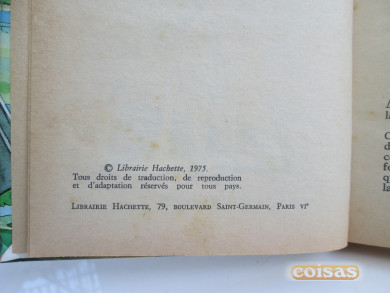 © Librairie Hachette, 1975.
Tous droits de traduction, de reproduction
et d'adaptation réservés pour tous pays.
LIBRAIRIE HACHETTE, 79, BOULEVARD SAINT-GERMAIN, PARIS VIe
coisas